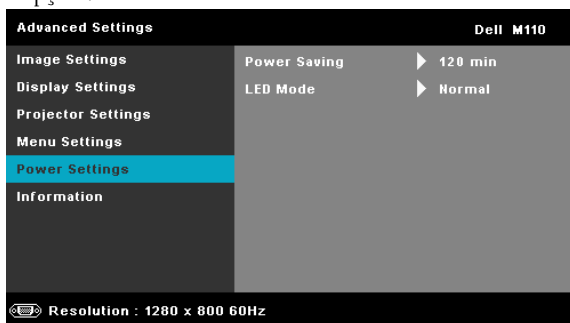 Advanced Settings Dell M110
Image Settings
Display Settings
Projector Settings
Menu Settings
Power Settings
Information
Power Saving 120 min
LED Mode Normal
Resolution : 1280 x 800 60Hz